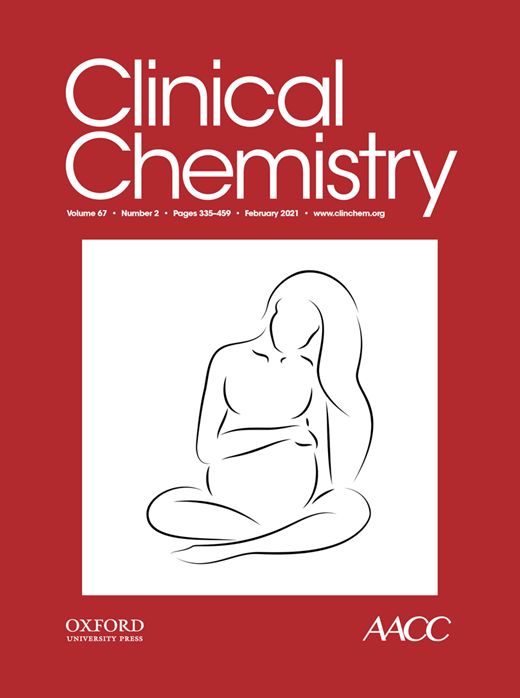 Clinical
Chemistry
Volume 67 • Number 2 • Pages 335–459 • February 2021 • www.clinchem.org
OXFORD
UNIVERSITY PRESS
AACC